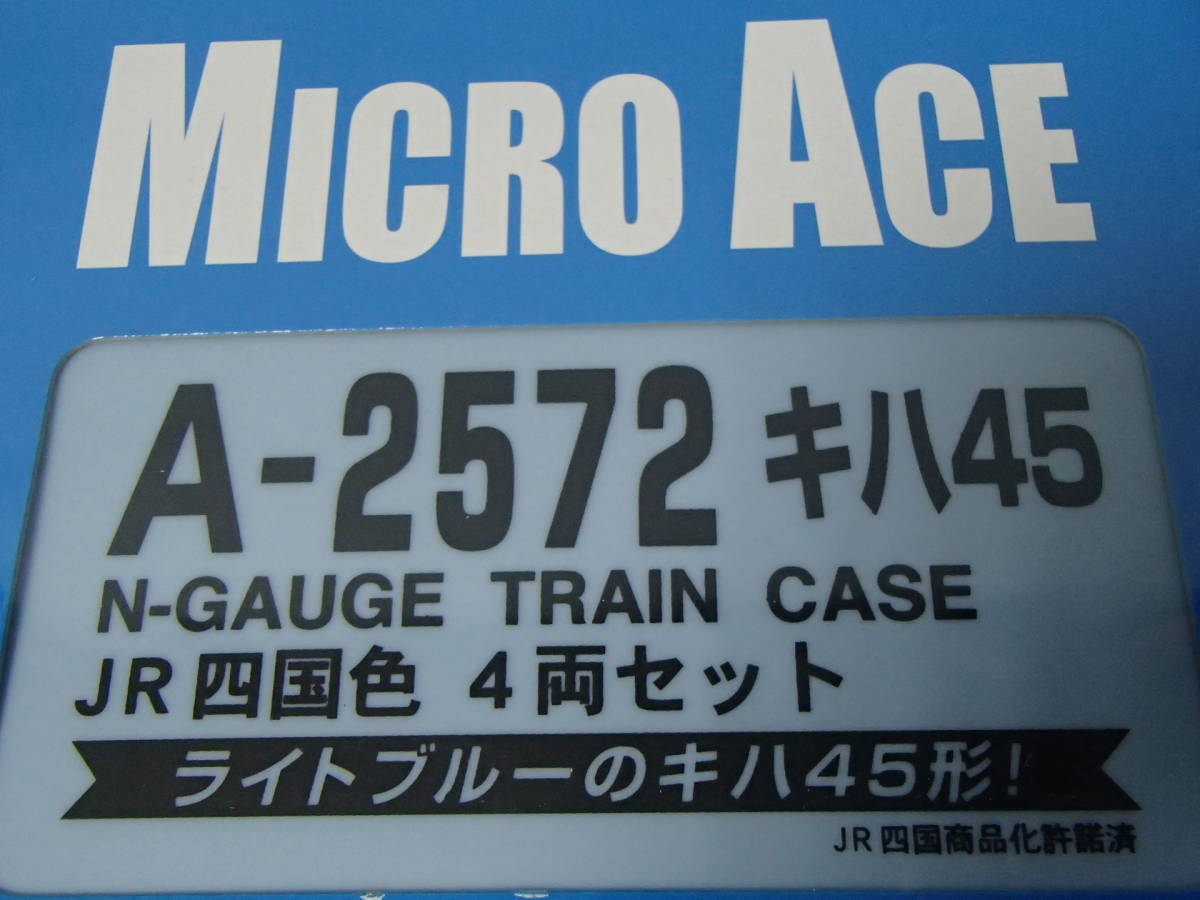 MICRO ACE
A-2572 キハ45
N-GAUGE TRAIN CASE
JR四国色 4両セット
ライトブルーのキハ45形!
JR四国商品化許諾済